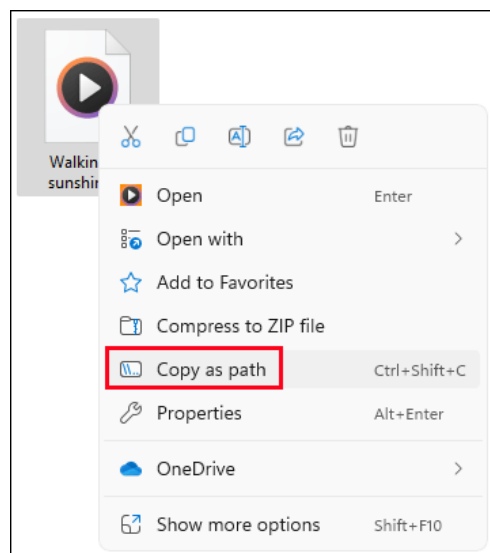 Walkin
sunshi
Open Enter
Open with
Add to Favorites
Compress to ZIP file
Copy as path Ctrl+Shift+C
Properties Alt+Enter
OneDrive
Show more options Shift+F10